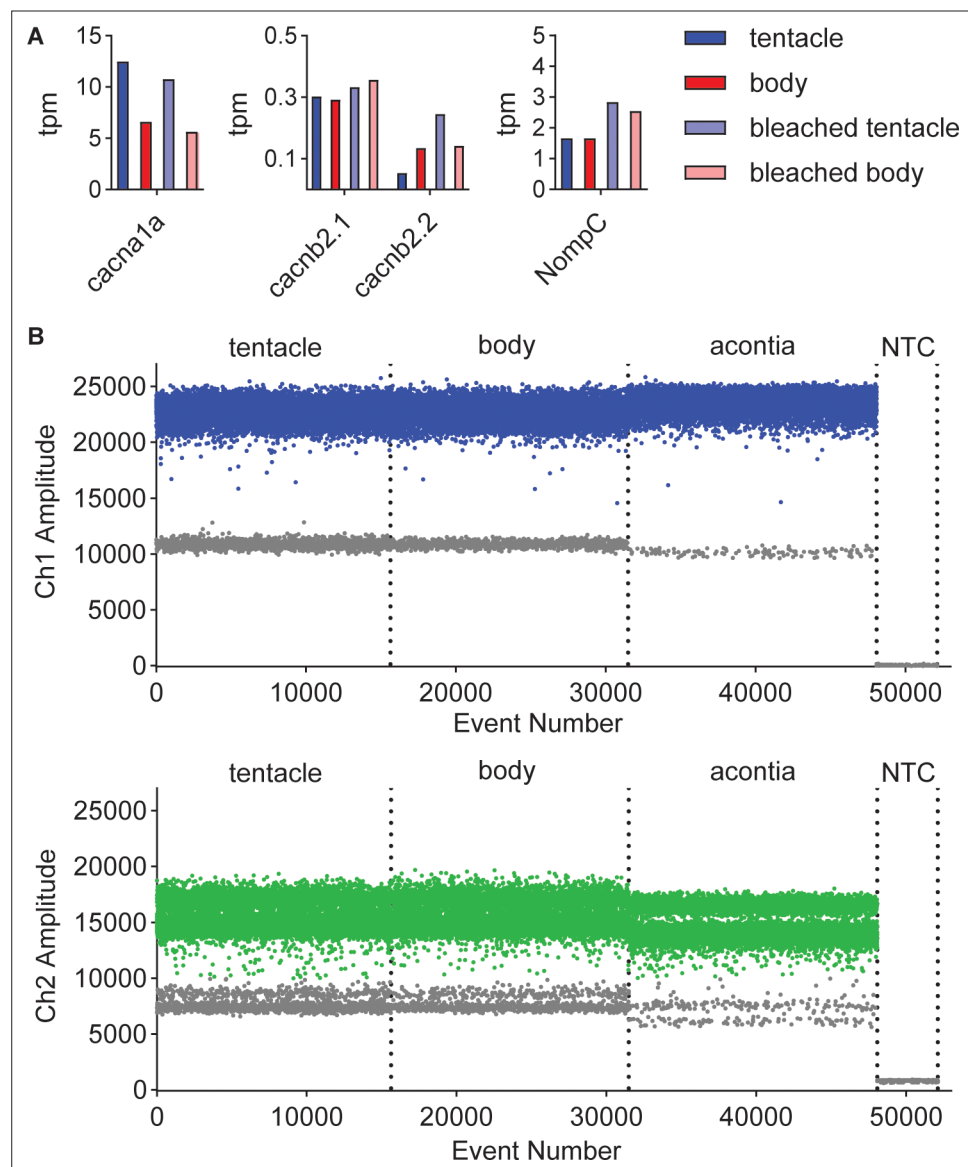 A
15
10
5
0
tpm
cacna1a
0.5
0.3
0.1
tpm
cacnb2.1
cacnb2.2
5
4
3
2
1
0
tpm
NompC
tentacle
body
bleached tentacle
bleached body
B
tentacle body acontia NTC
25000
20000
15000
10000
5000
0
Ch1 Amplitude
0 10000 20000 30000 40000 50000
Event Number
tentacle body acontia NTC
25000
20000
15000
10000
5000
0
Ch2 Amplitude
0 10000 20000 30000 40000 50000
Event Number